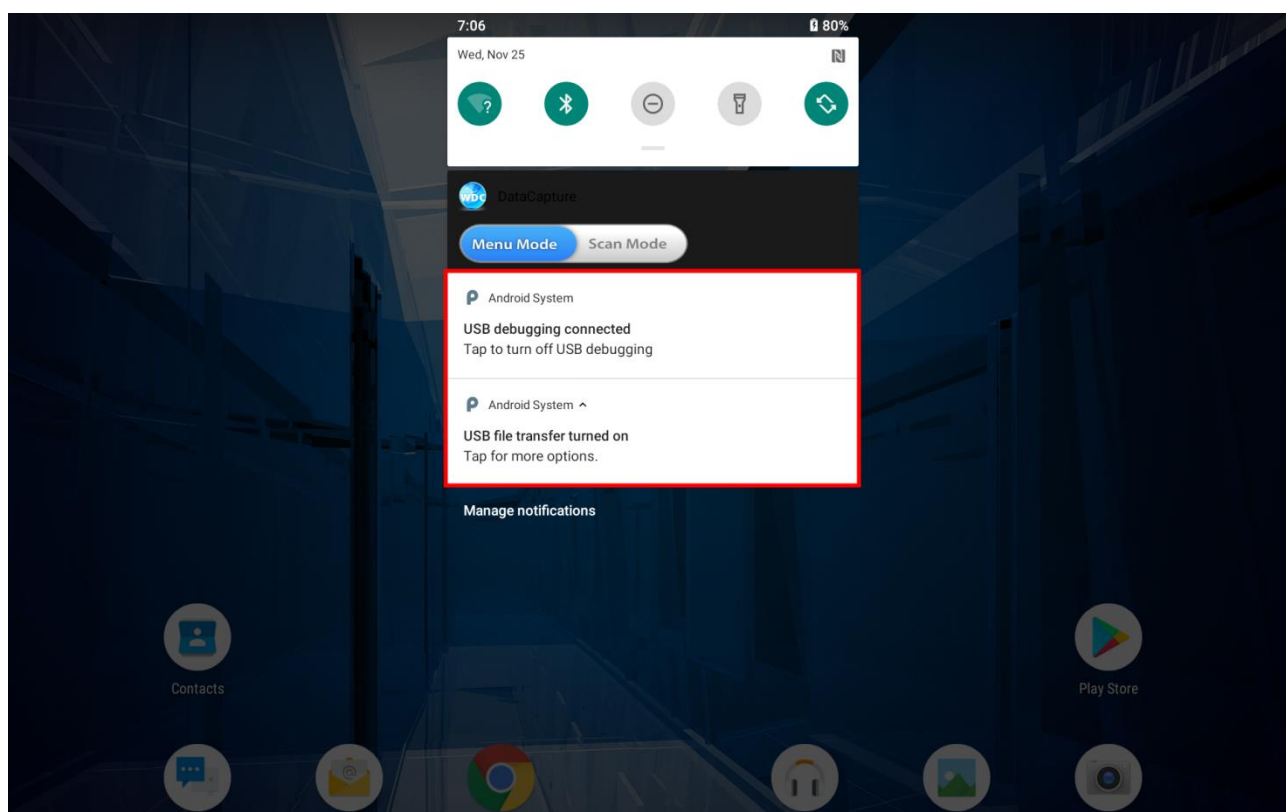 7:06 80%
Wed, Nov 25
?
WDC DataCapture
Menu Mode Scan Mode
Android System
USB debugging connected
Tap to turn off USB debugging
Android System
USB file transfer turned on
Tap for more options.
Manage notifications
Contacts Play Store
@